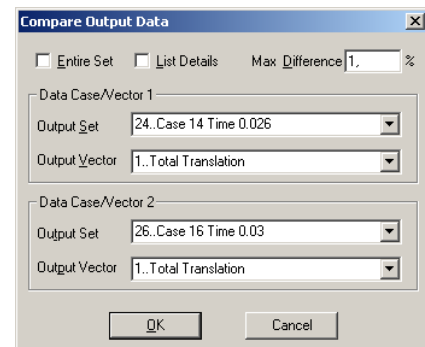 Compare Output Data
Entire Set List Details Max Difference 1, %
Data Case/Vector 1
Output Set 24..Case 14 Time 0.026
Output Vector 1..Total Translation
Data Case/Vector 2
Output Set 26..Case 16 Time 0.03
Output Vector 1..Total Translation
OK Cancel